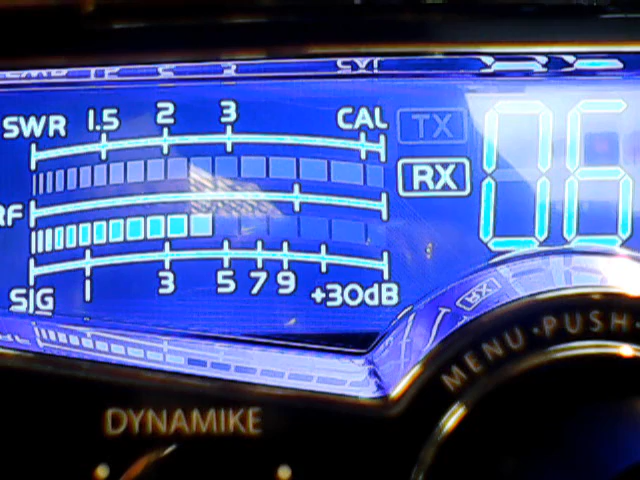 SWR 1.5 2 3 CAL
TX
RX
06
RF
1 3 5 7 9 +30dB
SIG
MENU·PUSH
DYNAMIKE